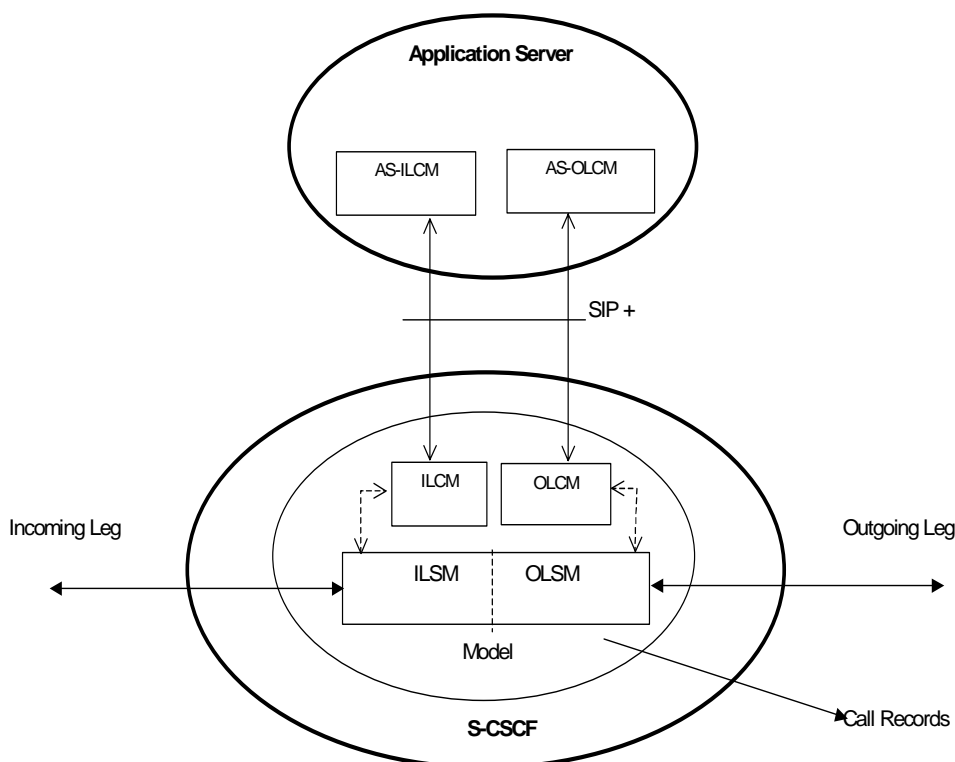 Application Server
AS-ILCM
AS-OLCM
SIP +
ILCM
OLCM
Incoming Leg
Outgoing Leg
ILSM
OLSM
Model
S-CSCF
Call Records